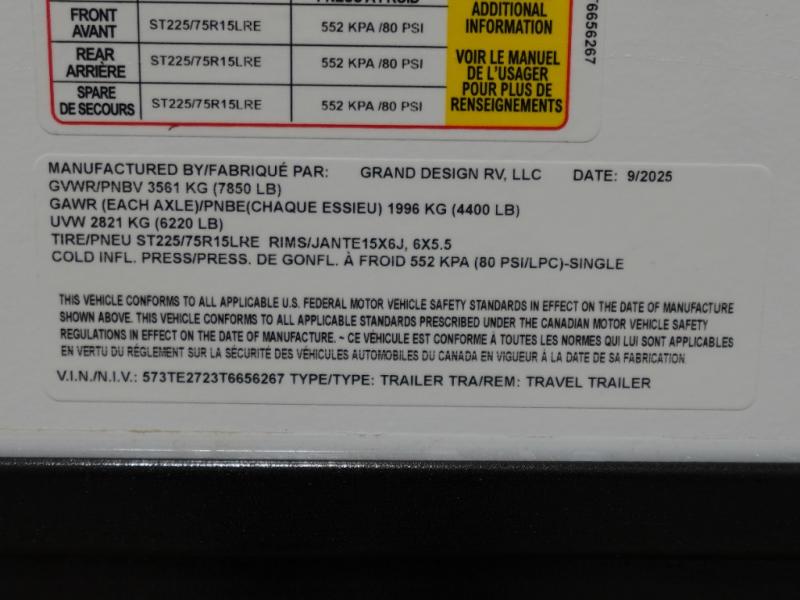 FRONT AVANT ST225/75R15LRE 552 KPA /80 PSI
REAR ARRIÈRE ST225/75R15LRE 552 KPA /80 PSI
SPARE DE SECOURS ST225/75R15LRE 552 KPA /80 PSI
ADDITIONAL
INFORMATION
VOIR LE MANUEL
DE L'USAGER
POUR PLUS DE
RENSEIGNEMENTS
T6656267
MANUFACTURED BY/FABRIQUÉ PAR: GRAND DESIGN RV, LLC DATE: 9/2025
GVWR/PNBV 3561 KG (7850 LB)
GAWR (EACH AXLE)/PNBE(CHAQUE ESSIEU) 1996 KG (4400 LB)
UVW 2821 KG (6220 LB)
TIRE/PNEU ST225/75R15LRE RIMS/JANTE15X6J, 6X5.5
COLD INFL. PRESS/PRESS. DE GONFL. À FROID 552 KPA (80 PSI/LPC)-SINGLE
THIS VEHICLE CONFORMS TO ALL APPLICABLE U.S. FEDERAL MOTOR VEHICLE SAFETY STANDARDS IN EFFECT ON THE DATE OF MANUFACTURE
SHOWN ABOVE. THIS VEHICLE CONFORMS TO ALL APPLICABLE STANDARDS PRESCRIBED UNDER THE CANADIAN MOTOR VEHICLE SAFETY
REGULATIONS IN EFFECT ON THE DATE OF MANUFACTURE. ~ CE VÉHICULE EST CONFORME À TOUTES LES NORMES QUI LUI SONT APPLICABLES
EN VERTU DU RÈGLEMENT SUR LA SÉCURITÉ DES VÉHICULES AUTOMOBILES DU CANADA EN VIGUEUR À LA DATE DE SA FABRICATION
V.I.N./N.I.V.: 573TE2723T6656267 TYPE/TYPE: TRAILER TRA/REM: TRAVEL TRAILER